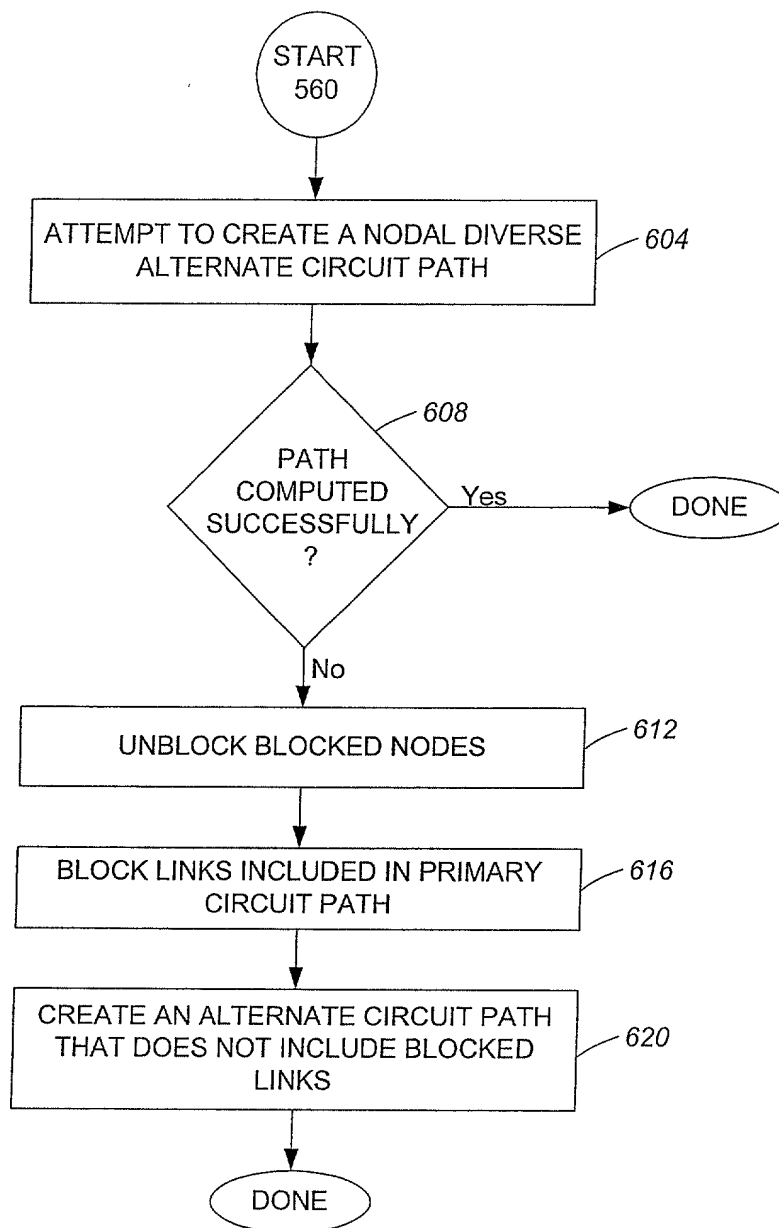 START
560
ATTEMPT TO CREATE A NODAL DIVERSE
ALTERNATE CIRCUIT PATH
604
608
PATH
COMPUTED
SUCCESSFULLY
?
Yes
DONE
No
UNBLOCK BLOCKED NODES
612
BLOCK LINKS INCLUDED IN PRIMARY
CIRCUIT PATH
616
CREATE AN ALTERNATE CIRCUIT PATH
THAT DOES NOT INCLUDE BLOCKED
LINKS
620
DONE